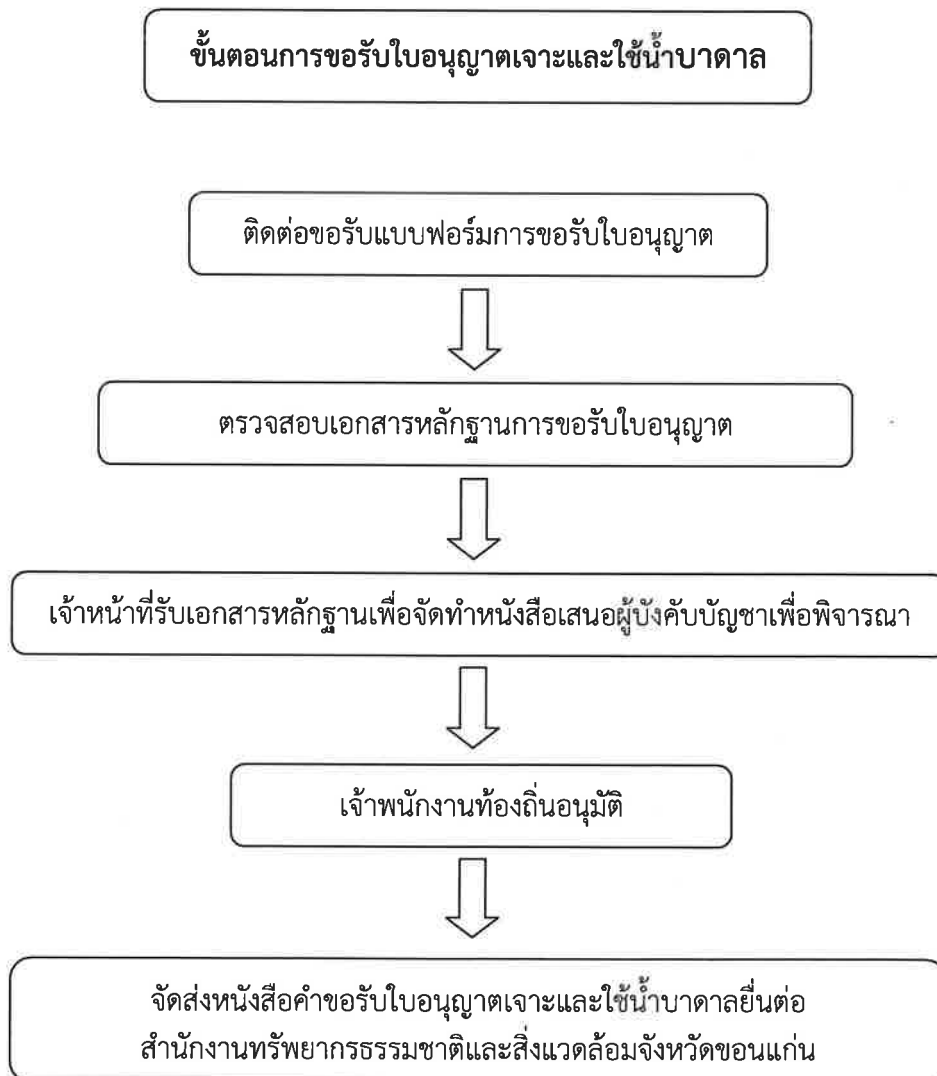 ขั้นตอนการขอรับใบอนุญาตเจาะและใช้น้ำบาดาล
ติดต่อขอรับแบบฟอร์มการขอรับใบอนุญาต
ตรวจสอบเอกสารหลักฐานการขอรับใบอนุญาต
เจ้าหน้าที่รับเอกสารหลักฐานเพื่อจัดทำหนังสือเสนอผู้บังคับบัญชาเพื่อพิจารณา
เจ้าพนักงานท้องถิ่นอนุมัติ
จัดส่งหนังสือคำขอรับใบอนุญาตเจาะและใช้น้ำบาดาลยื่นต่อ
สำนักงานทรัพยากรธรรมชาติและสิ่งแวดล้อมจังหวัดขอนแก่น